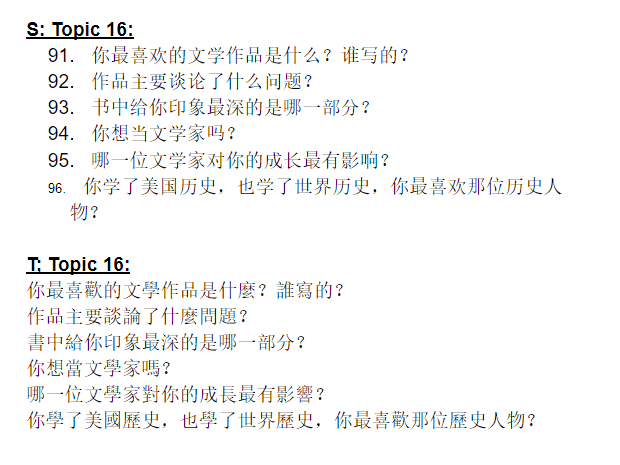 S: Topic 16:
91. 你最喜欢的文学作品是什么？谁写的？
92. 作品主要谈论了什么问题？
93. 书中给你印象最深的是哪一部分？
94. 你想当文学家吗？
95. 哪一位文学家对你的成长最有影响？
96. 你学了美国历史，也学了世界历史，你最喜欢那位历史人
物？
T: Topic 16:
你最喜歡的文學作品是什麼？誰寫的？
作品主要談論了什麼問題？
書中給你印象最深的是哪一部分？
你想當文學家嗎？
哪一位文學家對你的成長最有影響？
你學了美國歷史，也學了世界歷史，你最喜歡那位歷史人物？